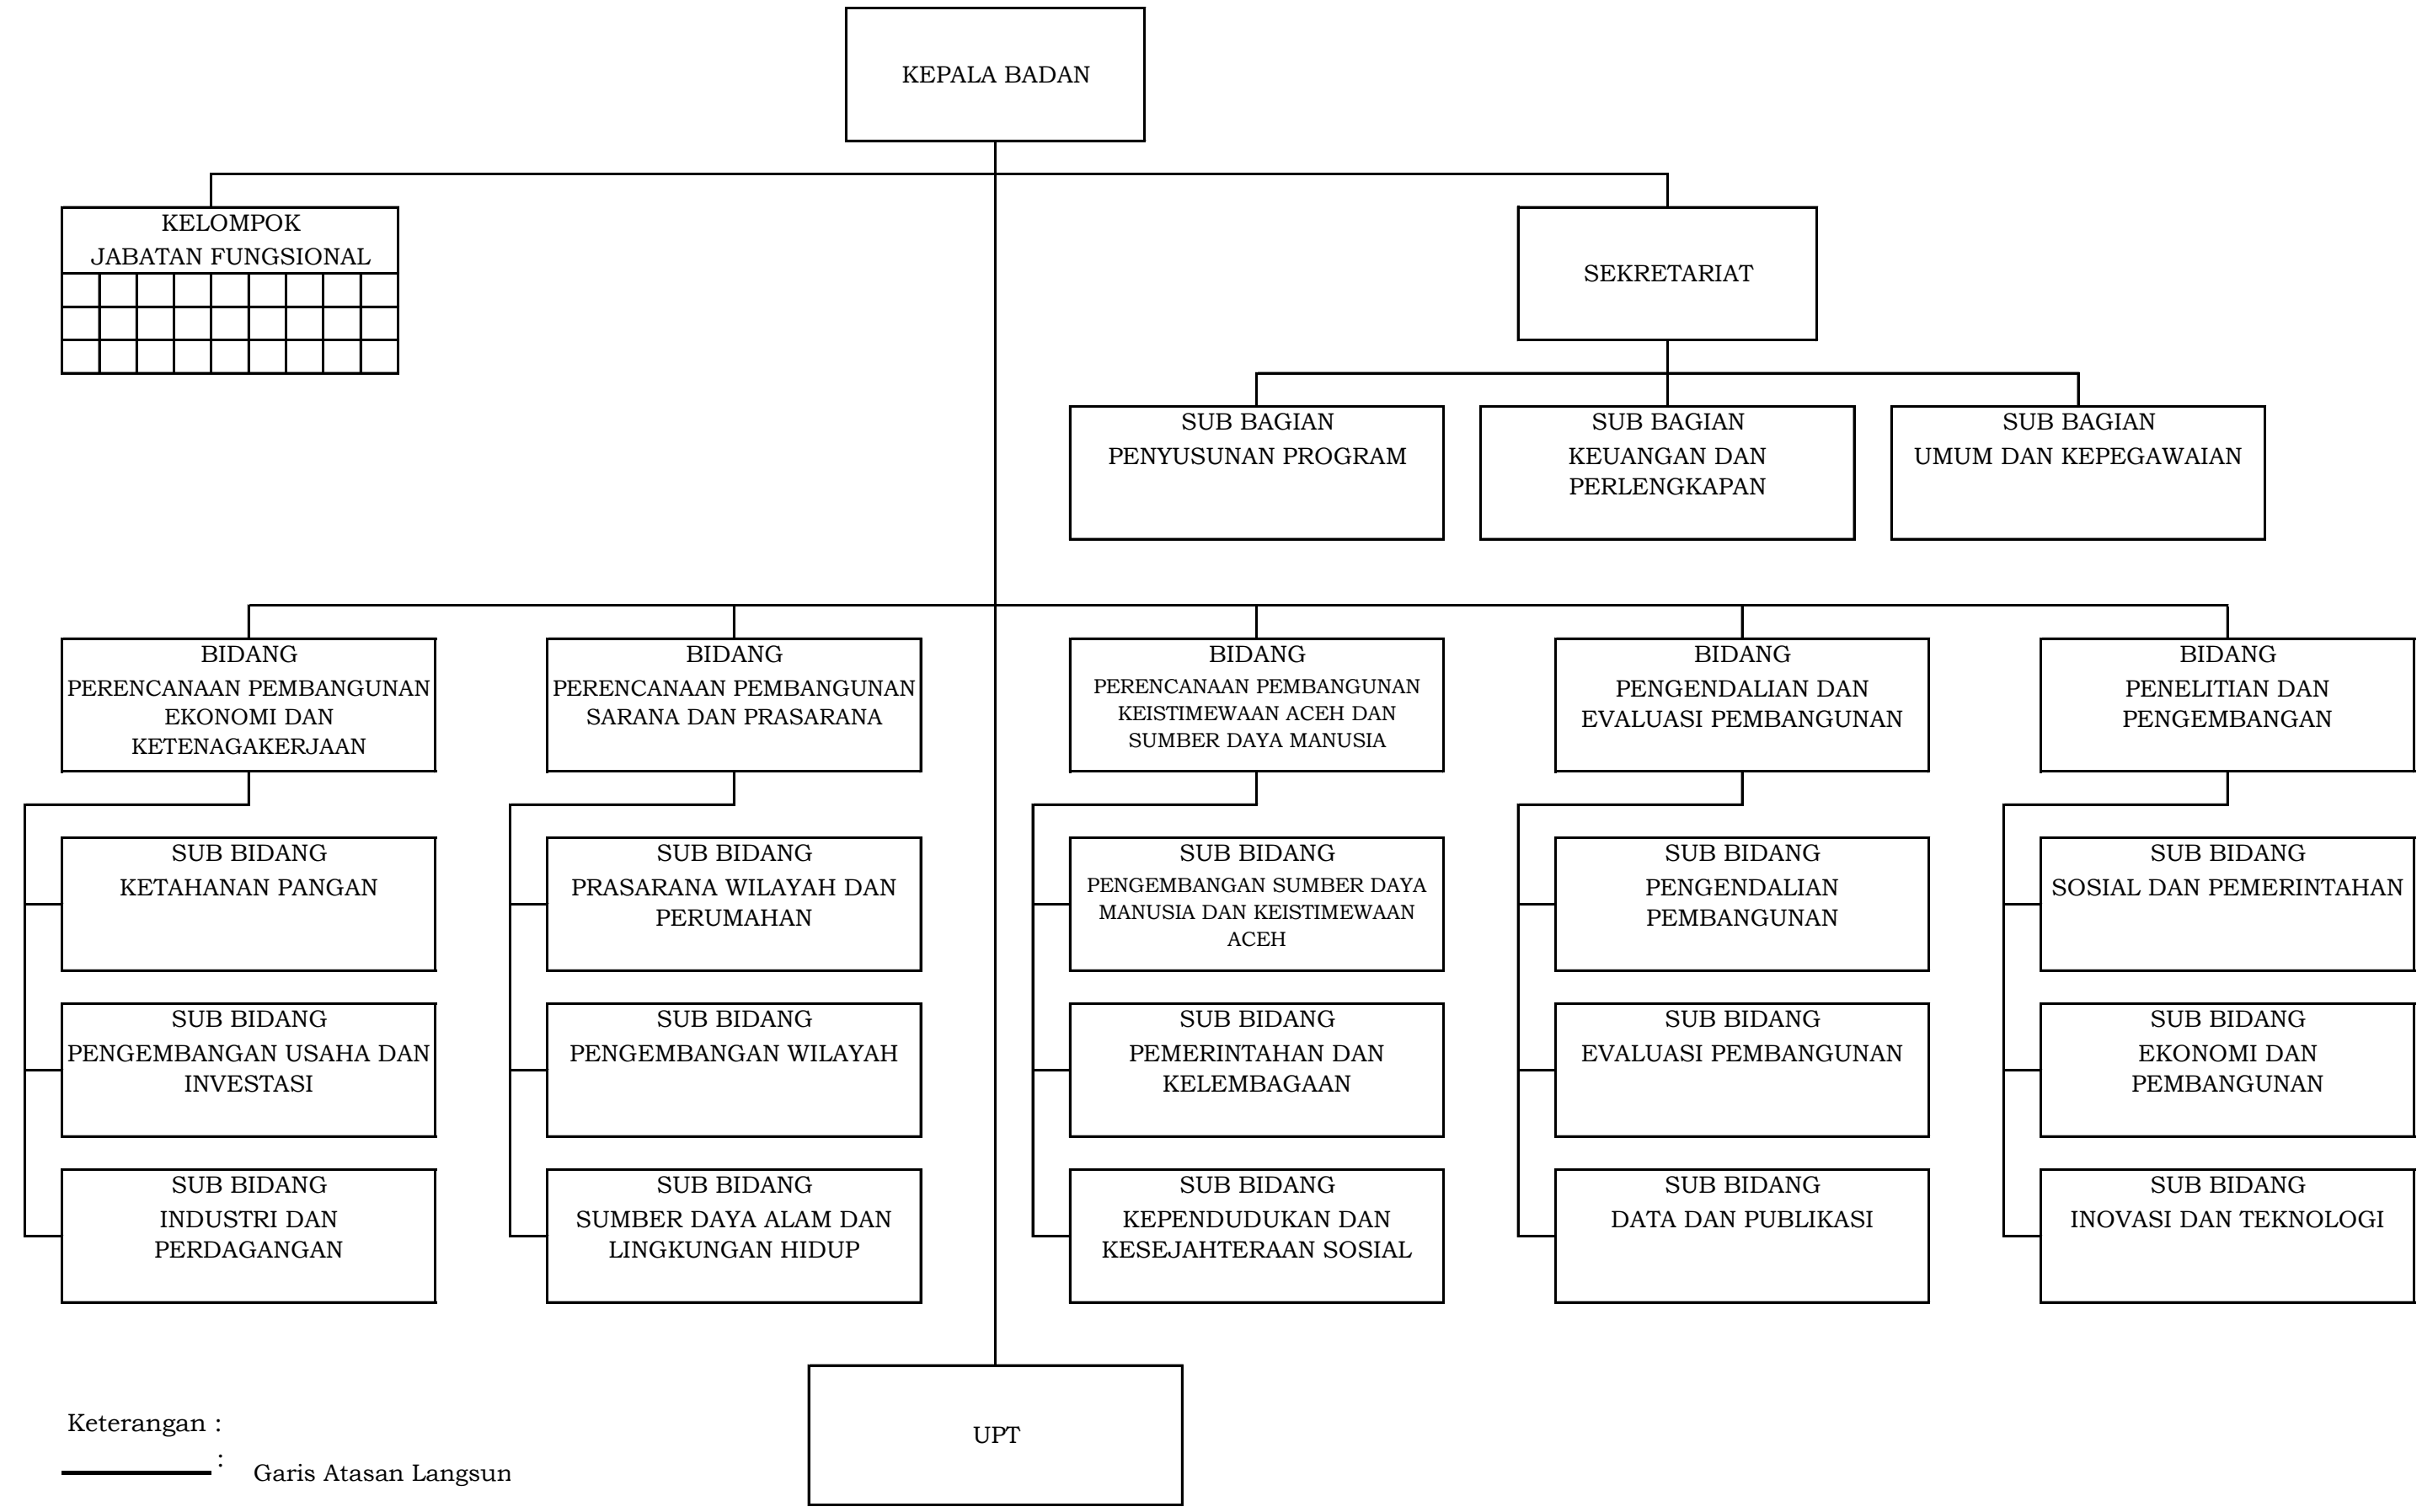 KEPALA BADAN
KELOMPOK
JABATAN FUNGSIONAL
SEKRETARIAT
SUB BAGIAN
PENYUSUNAN PROGRAM
SUB BAGIAN
KEUANGAN DAN
PERLENGKAPAN
SUB BAGIAN
UMUM DAN KEPEGAWAIAN
BIDANG
PERENCANAAN PEMBANGUNAN
EKONOMI DAN
KETENAGAKERJAAN
BIDANG
PERENCANAAN PEMBANGUNAN
SARANA DAN PRASARANA
BIDANG
PERENCANAAN PEMBANGUNAN
KEISTIMEWAAN ACEH DAN
SUMBER DAYA MANUSIA
BIDANG
PENGENDALIAN DAN
EVALUASI PEMBANGUNAN
BIDANG
PENELITIAN DAN
PENGEMBANGAN
SUB BIDANG
KETAHANAN PANGAN
SUB BIDANG
PRASARANA WILAYAH DAN
PERUMAHAN
SUB BIDANG
PENGEMBANGAN SUMBER DAYA
MANUSIA DAN KEISTIMEWAAN
ACEH
SUB BIDANG
PENGENDALIAN
PEMBANGUNAN
SUB BIDANG
SOSIAL DAN PEMERINTAHAN
SUB BIDANG
PENGEMBANGAN USAHA DAN
INVESTASI
SUB BIDANG
PENGEMBANGAN WILAYAH
SUB BIDANG
PEMERINTAHAN DAN
KELEMBAGAAN
SUB BIDANG
EVALUASI PEMBANGUNAN
SUB BIDANG
EKONOMI DAN
PEMBANGUNAN
SUB BIDANG
INDUSTRI DAN
PERDAGANGAN
SUB BIDANG
SUMBER DAYA ALAM DAN
LINGKUNGAN HIDUP
SUB BIDANG
KEPENDUDUKAN DAN
KESEJAHTERAAN SOSIAL
SUB BIDANG
DATA DAN PUBLIKASI
SUB BIDANG
INOVASI DAN TEKNOLOGI
UPT
Keterangan :
: Garis Atasan Langsun